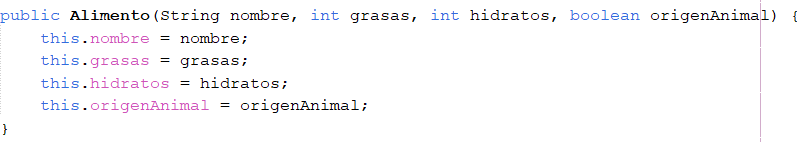 public Alimento(String nombre, int grasas, int hidratos, boolean origenAnimal) {
this.nombre = nombre;
this.grasas = grasas;
this.hidratos = hidratos;
this.origenAnimal = origenAnimal;
}